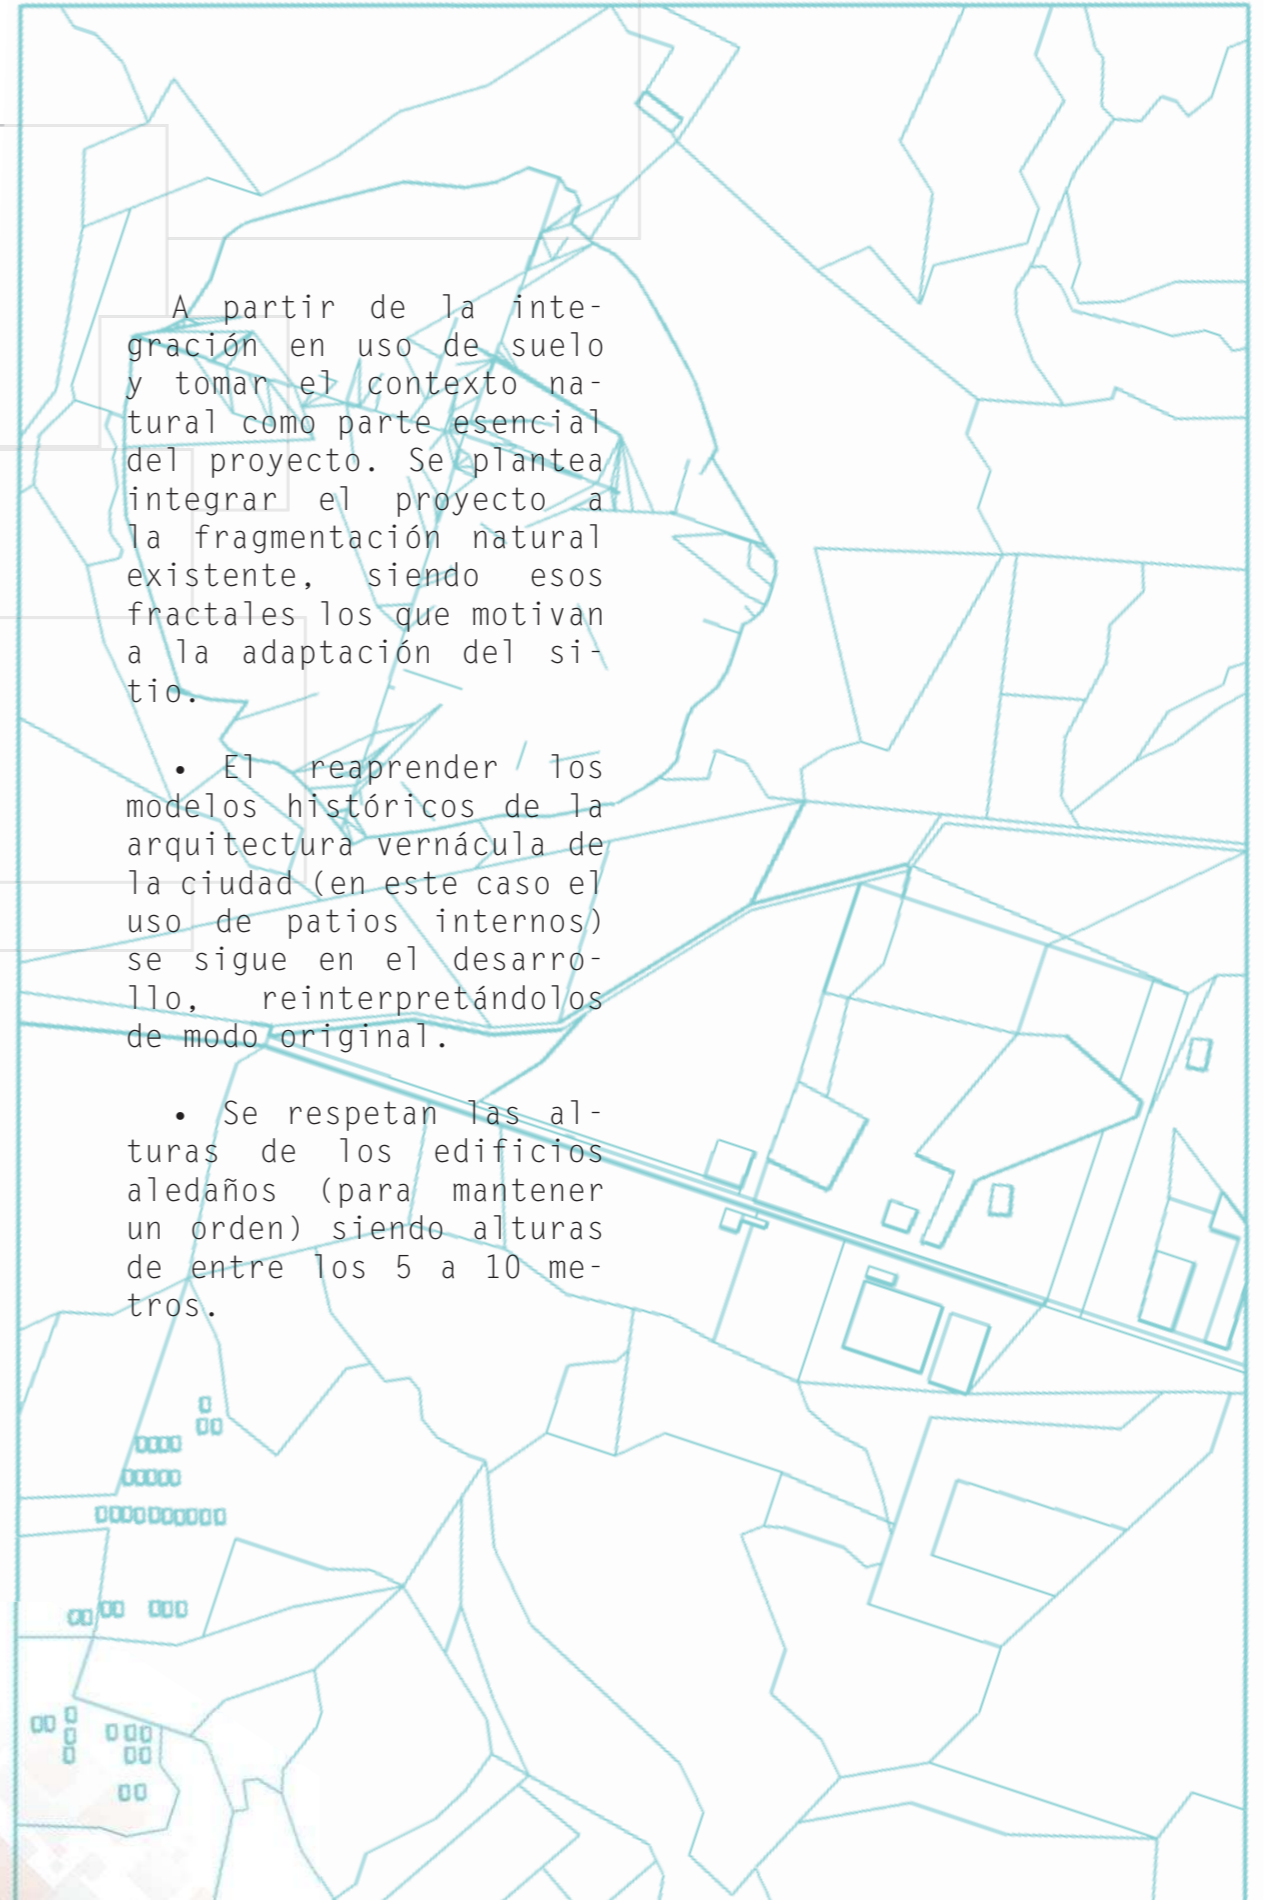 A partir de la inte-
gración en uso de suelo
y tomar el contexto na-
tural como parte esencial
del proyecto. Se plantea
integrar el proyecto a
la fragmentación natural
existente, siendo esos
fractales los que motivan
a la adaptación del si-
tio.
• El reaprender los
modelos históricos de la
arquitectura vernácula de
la ciudad (en este caso el
uso de patios internos)
se sigue en el desarro-
llo, reinterpretándolos
de modo original.
• Se respetan las al-
turas de los edificios
aledaños (para mantener
un orden) siendo alturas
de entre los 5 a 10 me-
tros.